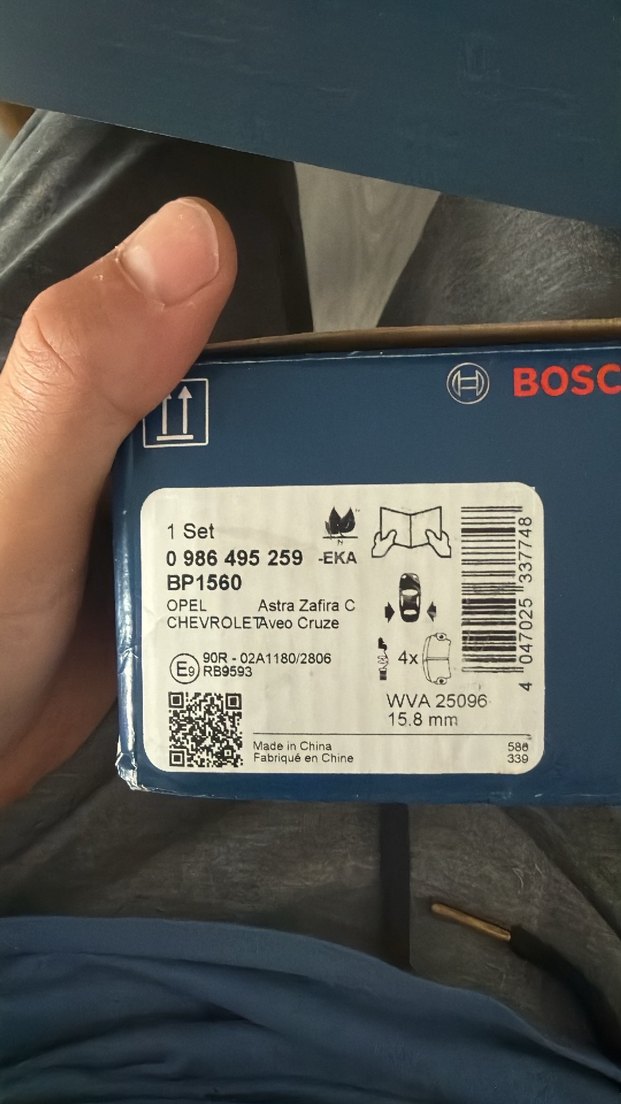 BOSC
1 Set
0 986 495 259 -EKA
BP1560
OPEL Astra Zafira C
CHEVROLET Aveo Cruze
E9 90R - 02A1180/2806
RB9593
N
4x
WVA 25096
15.8 mm
Made in China
Fabriqué en Chine
586
339
4 047025 337748